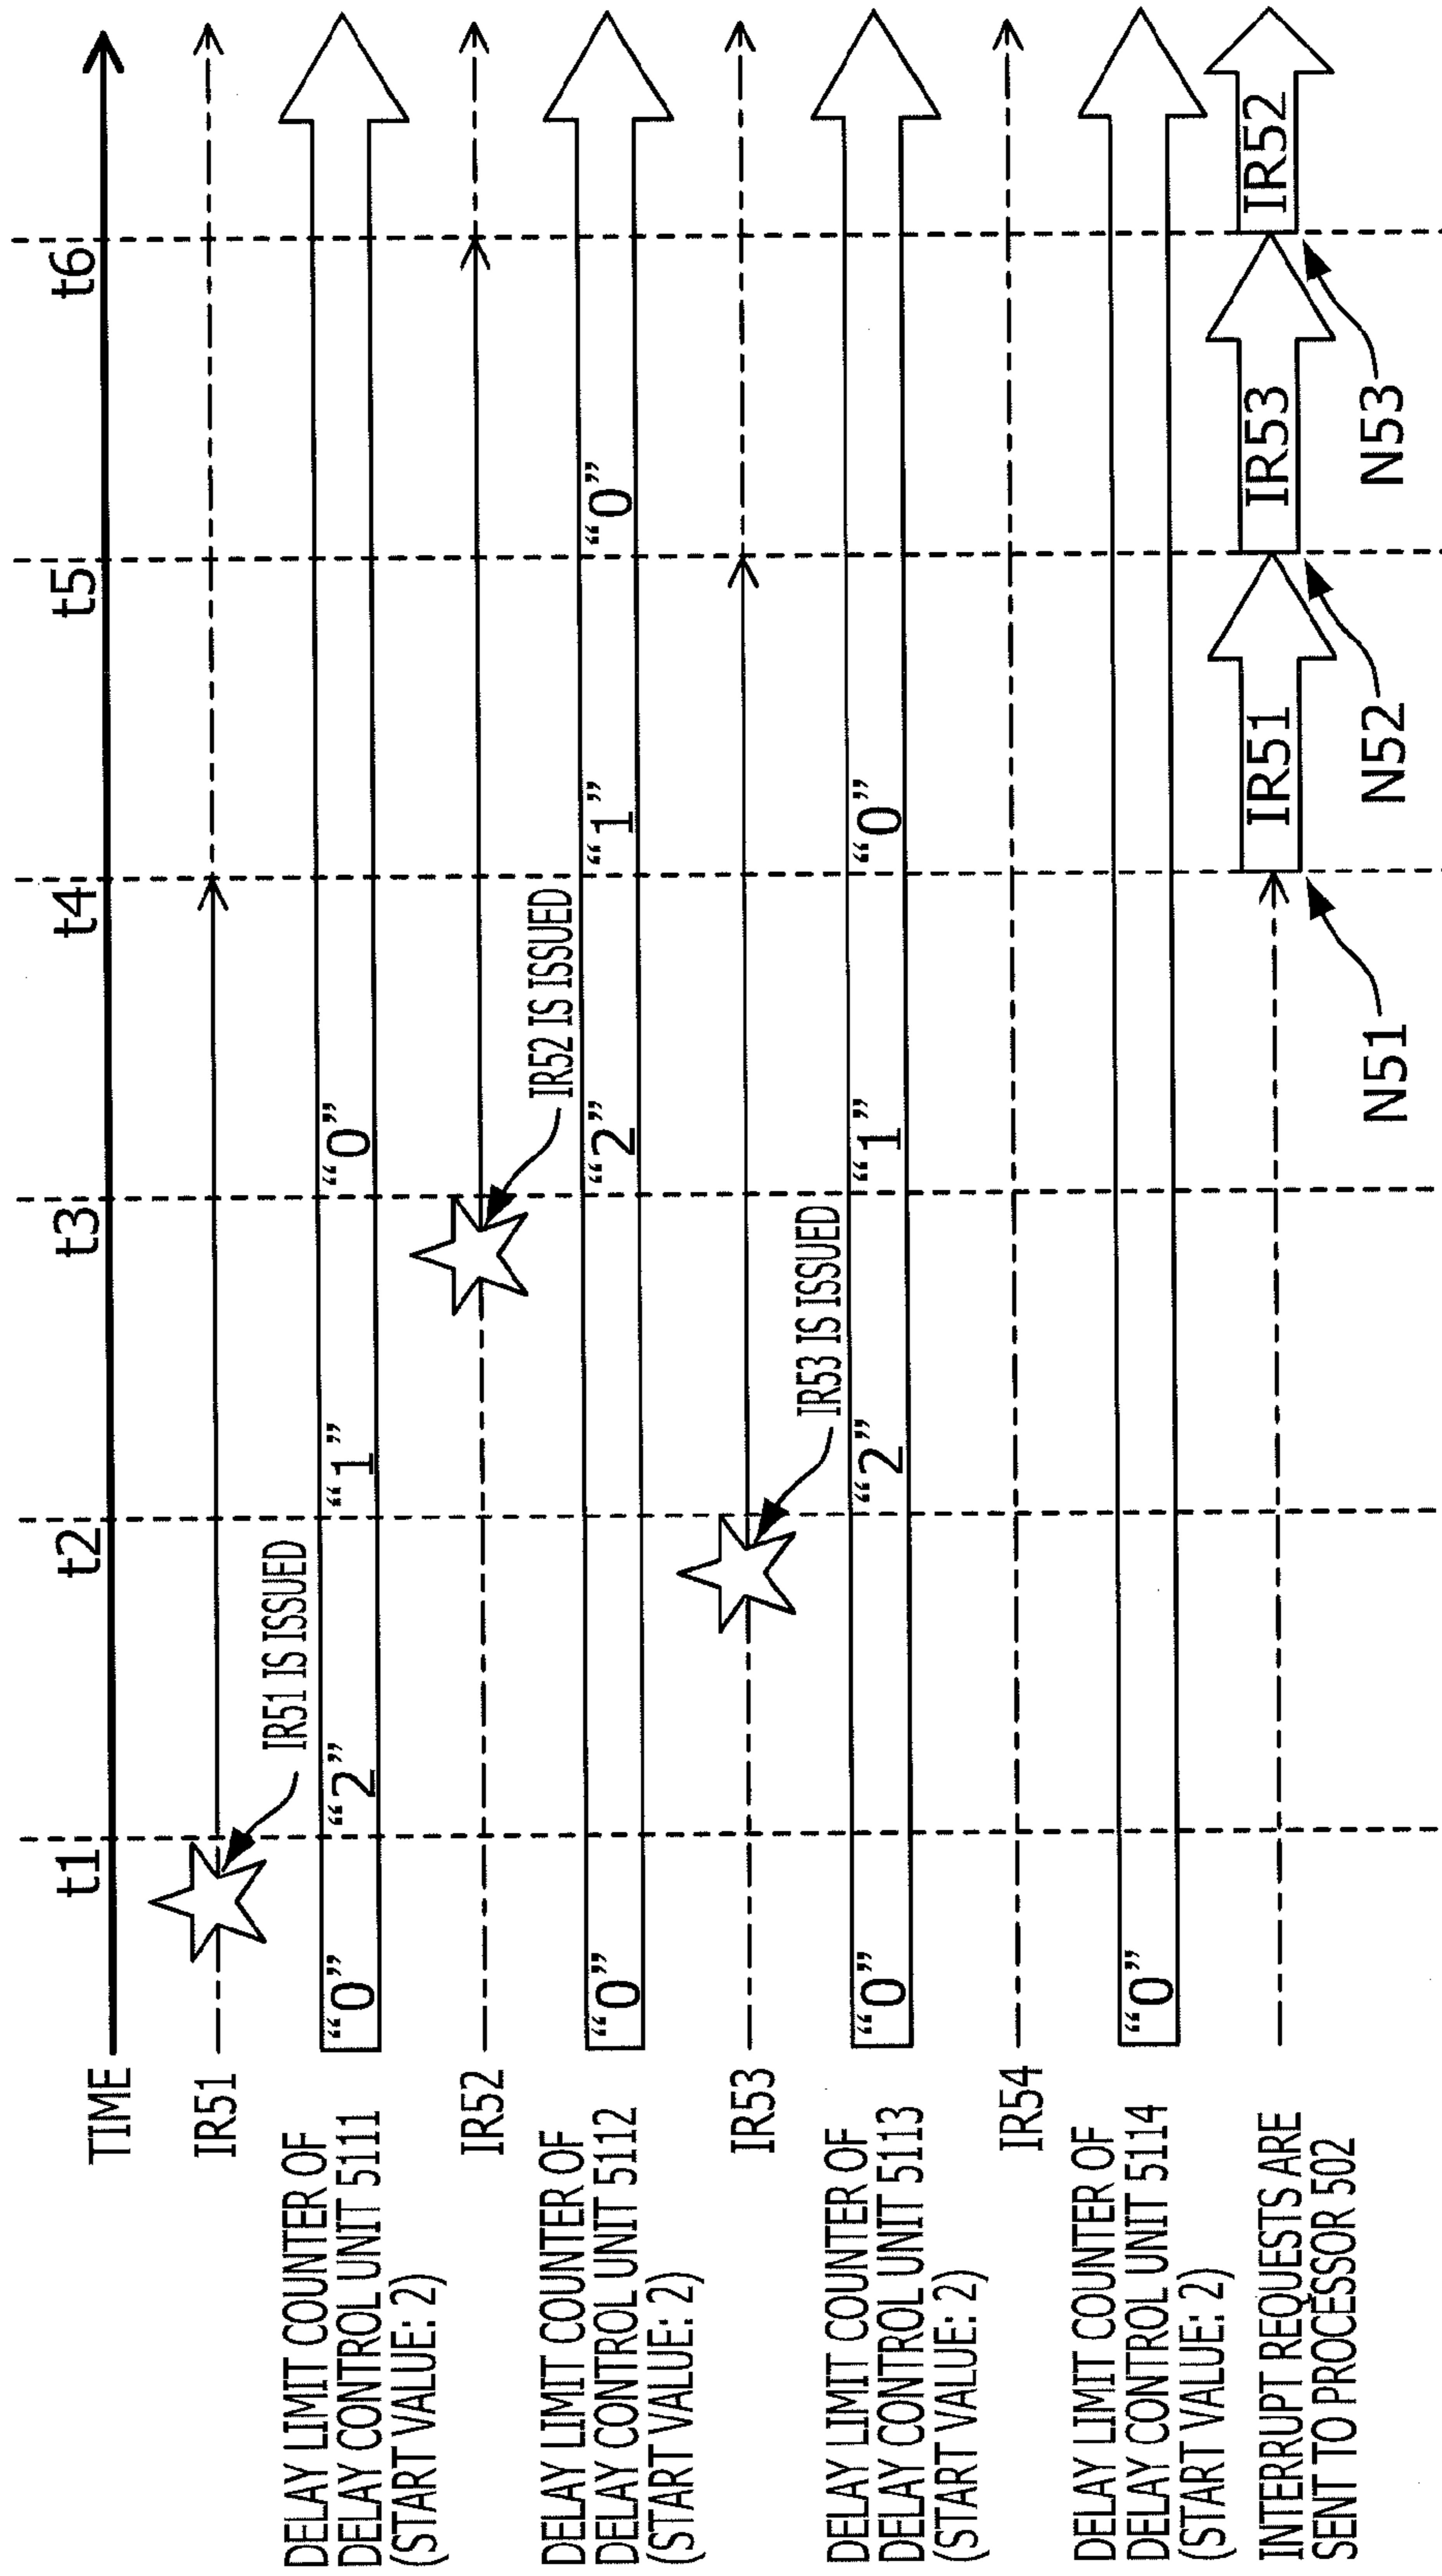 TIME
t1 t2 t3 t4 t5 t6
IR51
IR51 IS ISSUED
DELAY LIMIT COUNTER OF
DELAY CONTROL UNIT 5111
(START VALUE: 2)
“0” “2” “1” “0”
IR52
IR52 IS ISSUED
DELAY LIMIT COUNTER OF
DELAY CONTROL UNIT 5112
(START VALUE: 2)
“0” “2” “1” “0”
IR53
IR53 IS ISSUED
DELAY LIMIT COUNTER OF
DELAY CONTROL UNIT 5113
(START VALUE: 2)
“0” “2” “1” “0”
IR54
DELAY LIMIT COUNTER OF
DELAY CONTROL UNIT 5114
(START VALUE: 2)
“0”
INTERRUPT REQUESTS ARE
SENT TO PROCESSOR 502
IR51 IR53 IR52
N51 N52 N53